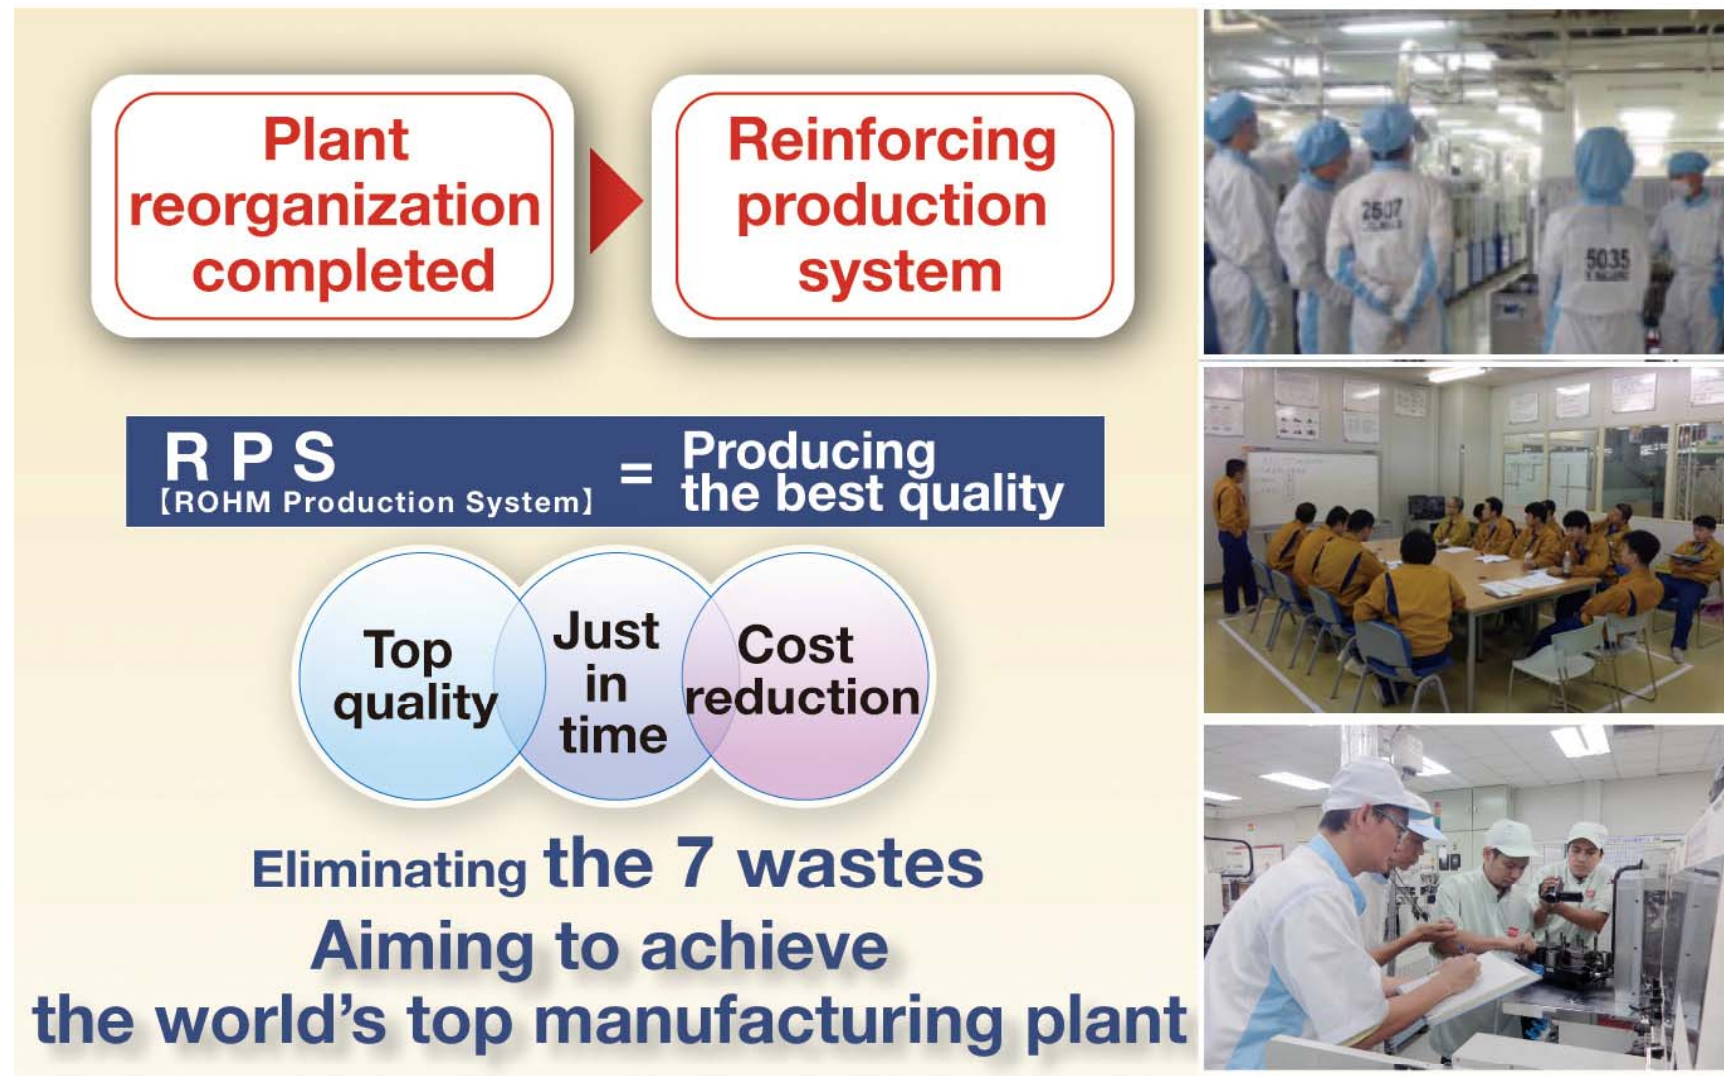 Plant
reorganization
completed
Reinforcing
production
system
R P S
【ROHM Production System】
=
Producing
the best quality
Top
quality
Just
in
time
Cost
reduction
Eliminating the 7 wastes
Aiming to achieve
the world’s top manufacturing plant
2507
5035